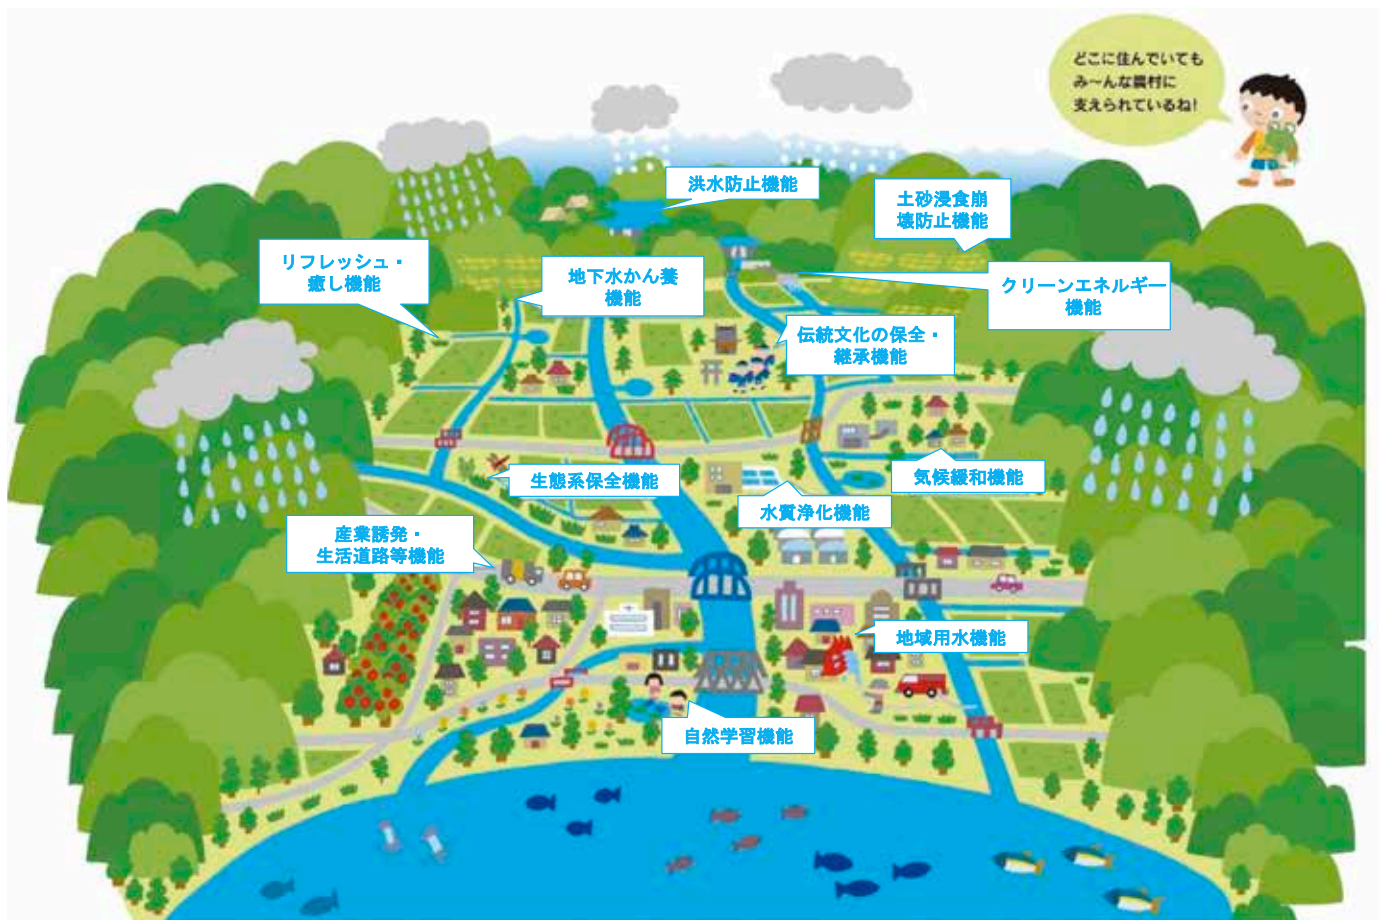 どこに住んでいても
み〜んな農村に
支えられているね!
洪水防止機能
土砂浸食崩
壊防止機能
リフレッシュ・
癒し機能
地下水かん養
機能
クリーンエネルギー
機能
伝統文化の保全・
継承機能
生態系保全機能
気候緩和機能
水質浄化機能
産業誘発・
生活道路等機能
地域用水機能
自然学習機能